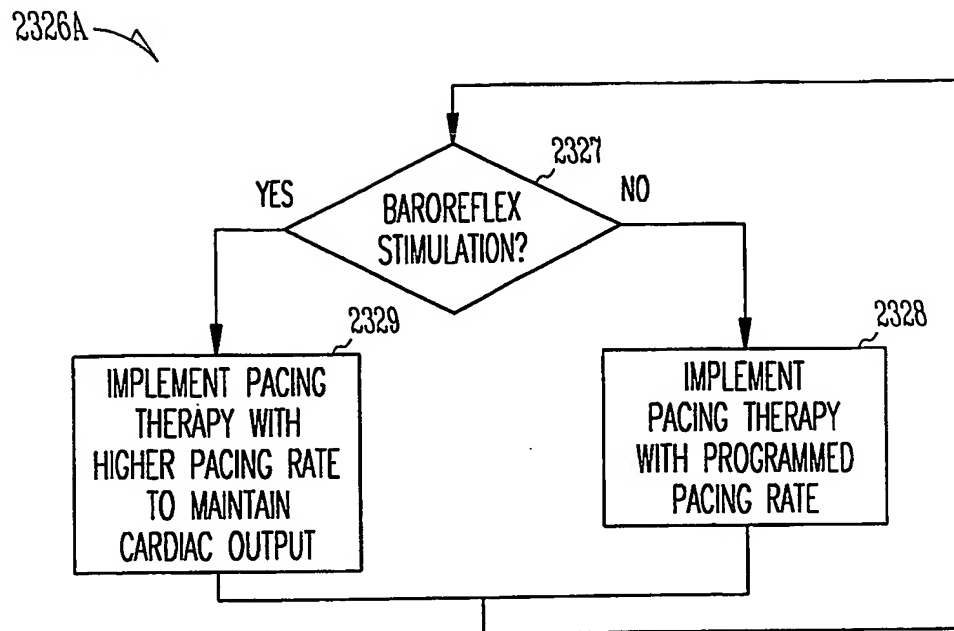 2326A
2327
YES
NO
BAROREFLEX
STIMULATION?
2329
2328
IMPLEMENT PACING
THERAPY WITH
HIGHER PACING RATE
TO MAINTAIN
CARDIAC OUTPUT
IMPLEMENT
PACING THERAPY
WITH PROGRAMMED
PACING RATE